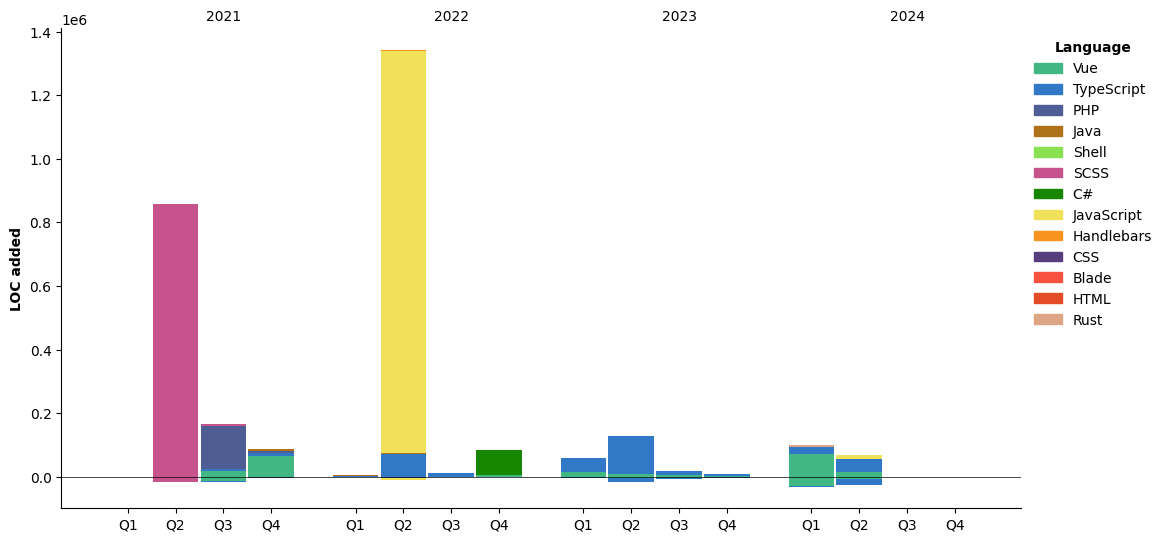 2021 2022 2023 2024
1e6
1.4
1.2
1.0
0.8
0.6
0.4
0.2
0.0
LOC added
Q1 Q2 Q3 Q4 Q1 Q2 Q3 Q4 Q1 Q2 Q3 Q4 Q1 Q2 Q3 Q4
Language
Vue
TypeScript
PHP
Java
Shell
SCSS
C#
JavaScript
Handlebars
CSS
Blade
HTML
Rust